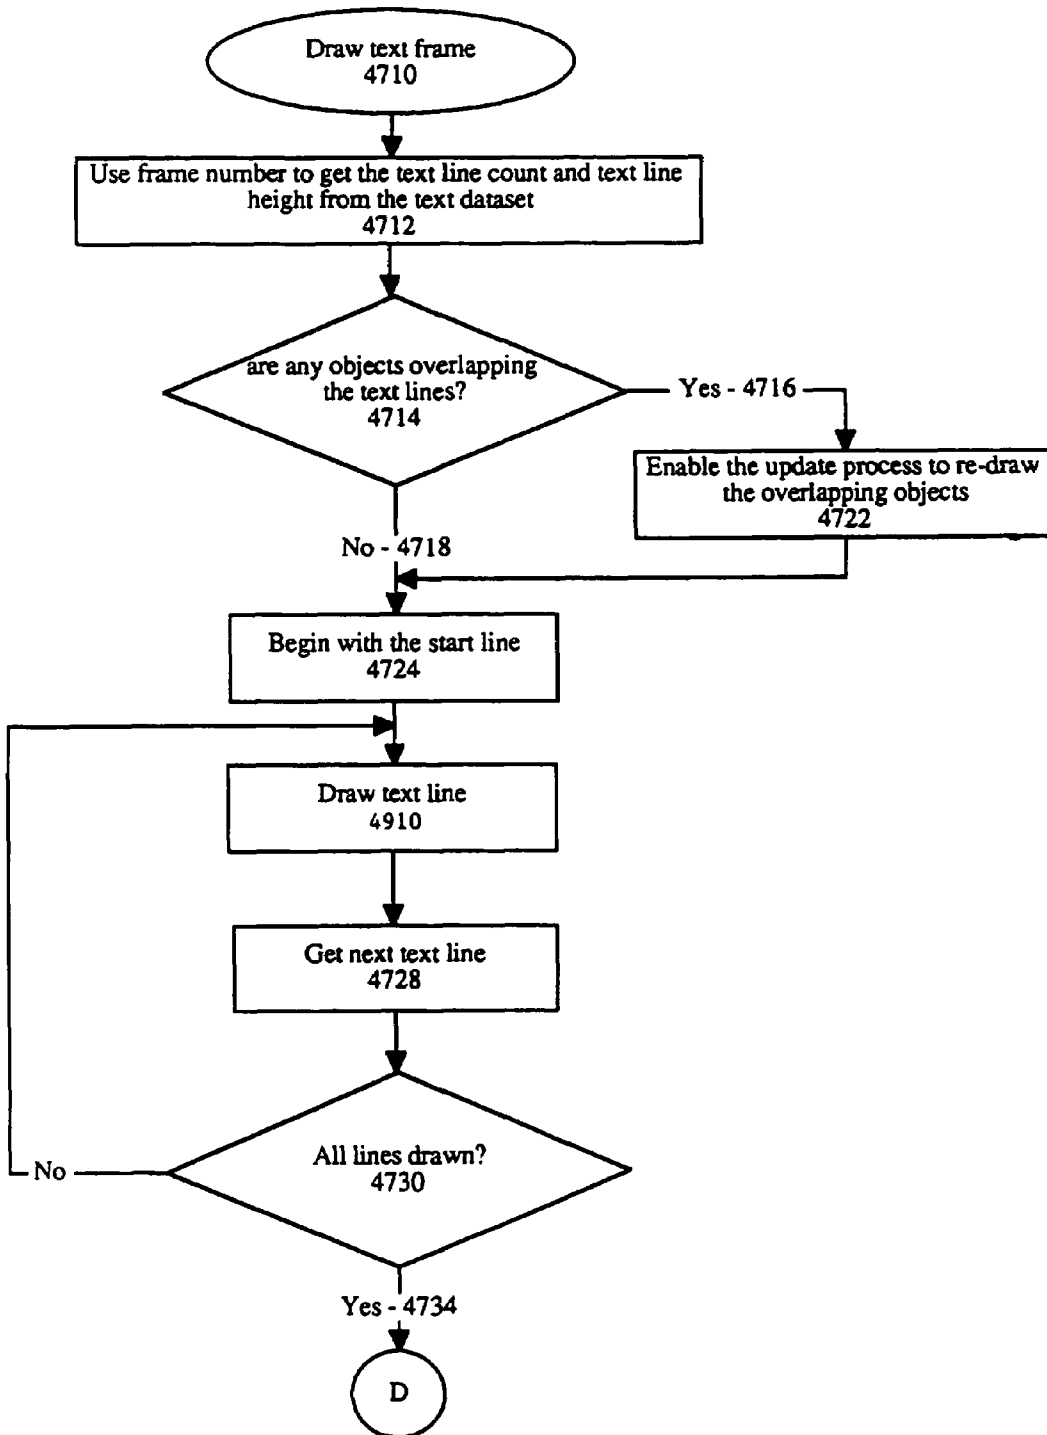 Draw text frame
4710
Use frame number to get the text line count and text line
height from the text dataset
4712
are any objects overlapping
the text lines?
4714
Yes - 4716
Enable the update process to re-draw
the overlapping objects
4722
No - 4718
Begin with the start line
4724
Draw text line
4910
Get next text line
4728
All lines drawn?
4730
No
Yes - 4734
D